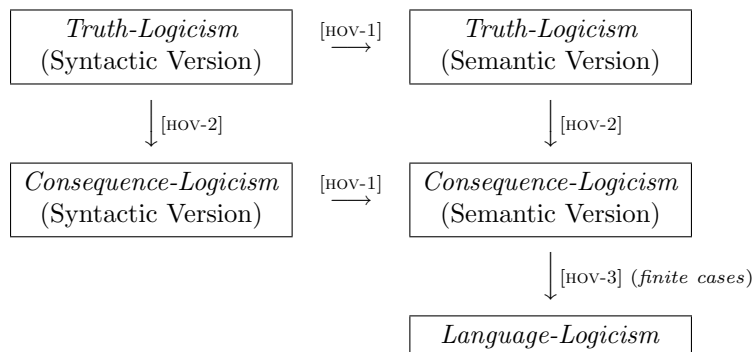 Truth-Logicism
(Syntactic Version)
[HOV-1]
→
Truth-Logicism
(Semantic Version)
↓[HOV-2]
↓[HOV-2]
Consequence-Logicism
(Syntactic Version)
[HOV-1]
→
Consequence-Logicism
(Semantic Version)
↓[HOV-3] (finite cases)
Language-Logicism